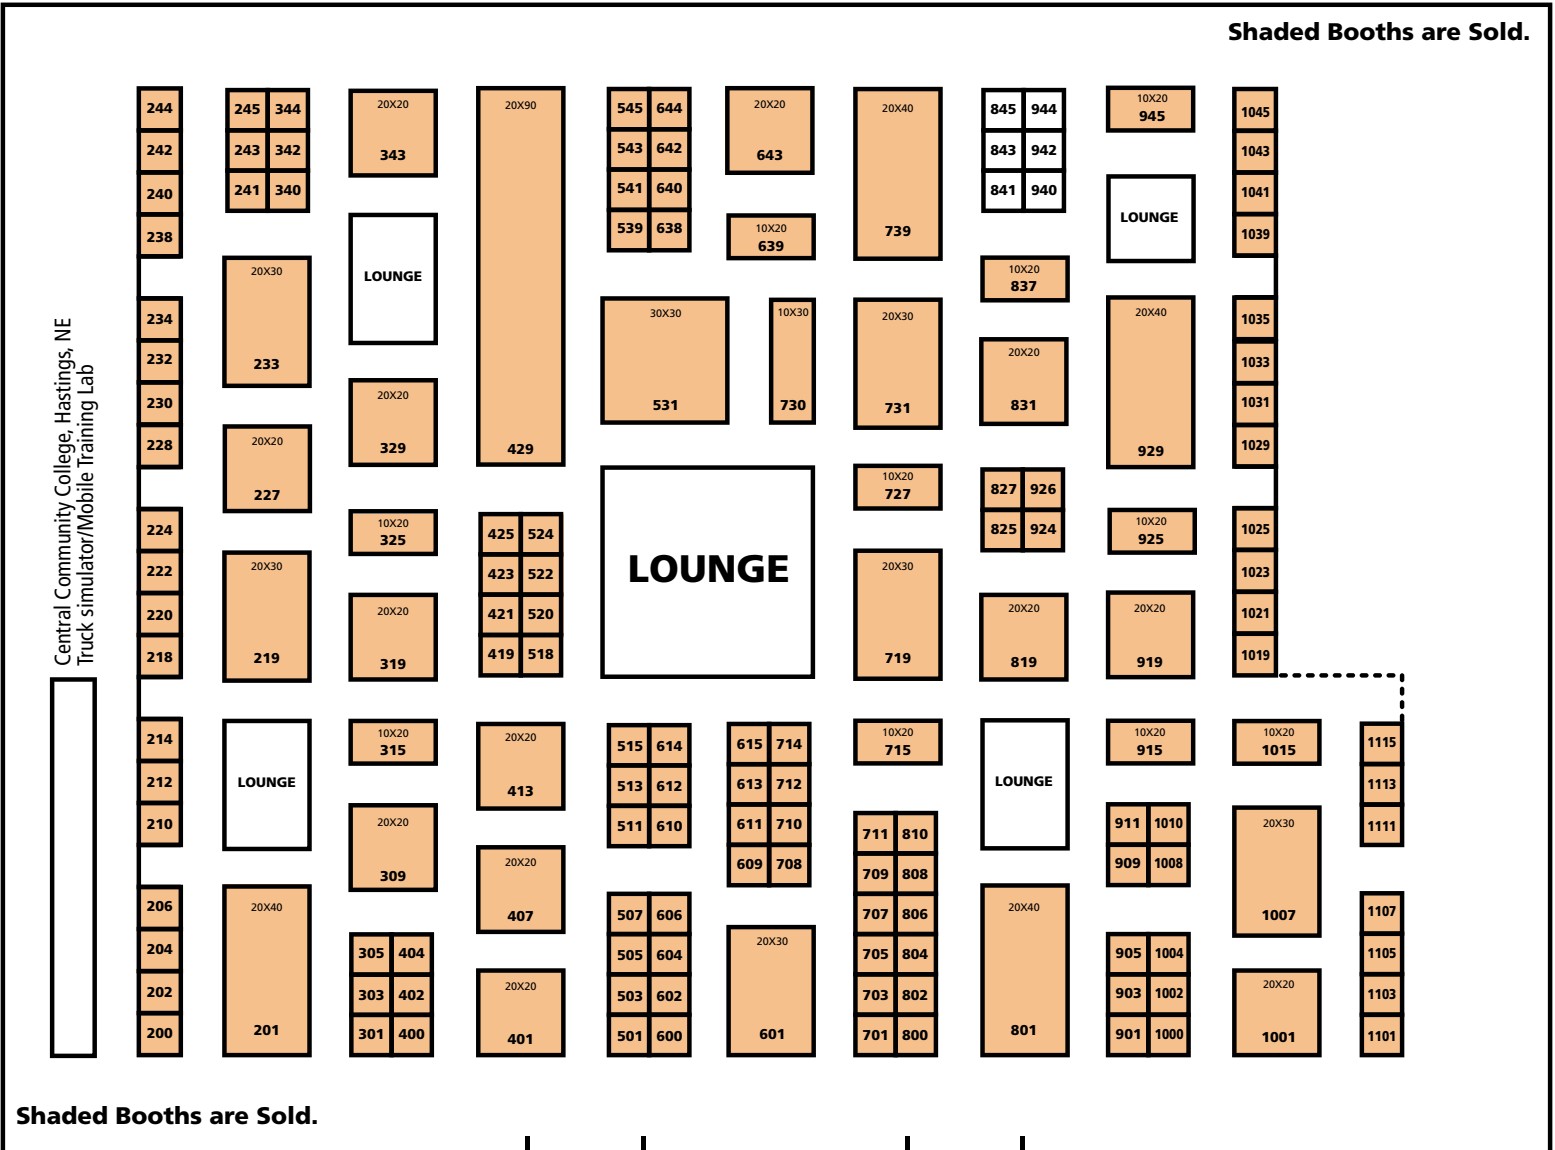 Shaded Booths are Sold.
244
242
240
238
234
232
230
228
224
222
220
218
214
212
210
206
204
202
200
Central Community College, Hastings, NE
Truck simulator/Mobile Training Lab
245 344
243 342
241 340
20X30
233
20X20
227
20X30
219
LOUNGE
20X40
201
20X20
343
LOUNGE
20X20
329
10X20
325
20X20
319
10X20
315
20X20
309
305 404
303 402
301 400
20X90
429
425 524
423 522
421 520
419 518
20X20
413
20X20
407
20X20
401
545 644
543 642
541 640
539 638
30X30
531
LOUNGE
515 614
513 612
511 610
507 606
505 604
503 602
501 600
20X20
643
10X20
639
10X30
730
615 714
613 712
611 710
609 708
20X30
601
20X40
739
20X30
731
10X20
727
20X30
719
10X20
715
711 810
709 808
707 806
705 804
703 802
701 800
845 944
843 942
841 940
10X20
837
20X20
831
827 926
825 924
20X20
819
LOUNGE
20X40
801
10X20
945
LOUNGE
20X40
929
10X20
925
20X20
919
10X20
915
911 1010
909 1008
905 1004
903 1002
901 1000
1045
1043
1041
1039
1035
1033
1031
1029
1025
1023
1021
1019
10X20
1015
20X30
1007
20X20
1001
1115
1113
1111
1107
1105
1103
1101
Shaded Booths are Sold.